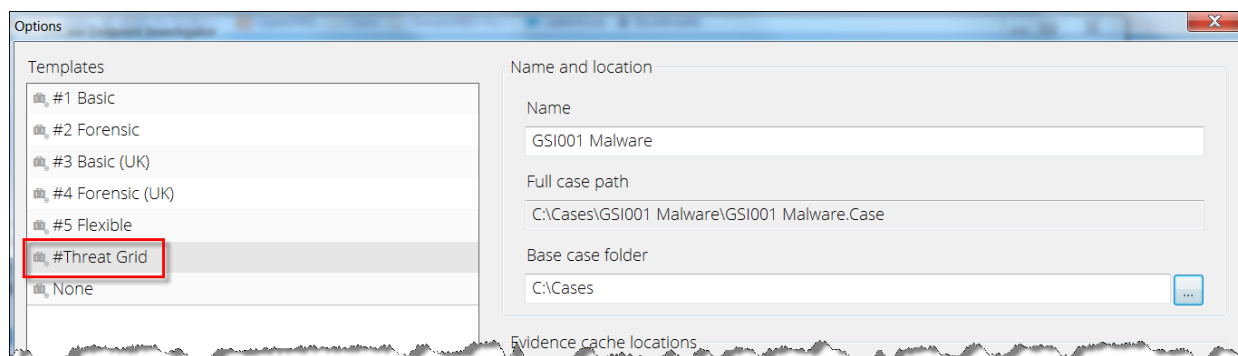 Options
Templates
#1 Basic
#2 Forensic
#3 Basic (UK)
#4 Forensic (UK)
#5 Flexible
#Threat Grid
None
Name and location
Name
GSI001 Malware
Full case path
C:\Cases\GSI001 Malware\GSI001 Malware.Case
Base case folder
C:\Cases
...
Evidence cache locations